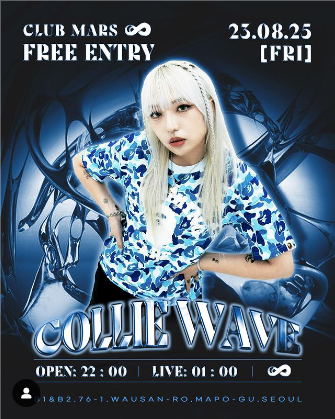 CLUB MARS
FREE ENTRY
23.08.25
[FRI]
COLLIE WAVE
OPEN: 22 : 00 | LIVE: 01 : 00 |
B1&B2.76-1.WAUSAN-RO.MAPO-GU.SEOUL